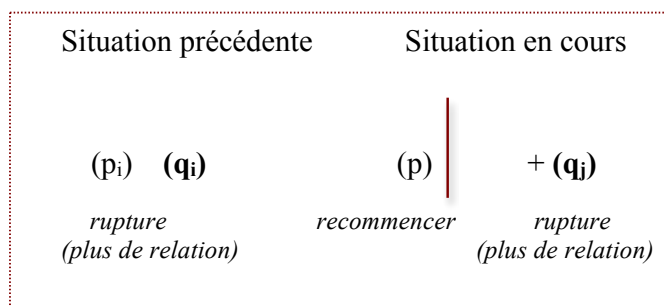 Situation précédente Situation en cours
(pi) (qi) (p) + (qj)
rupture recommencer rupture
(plus de relation) (plus de relation)